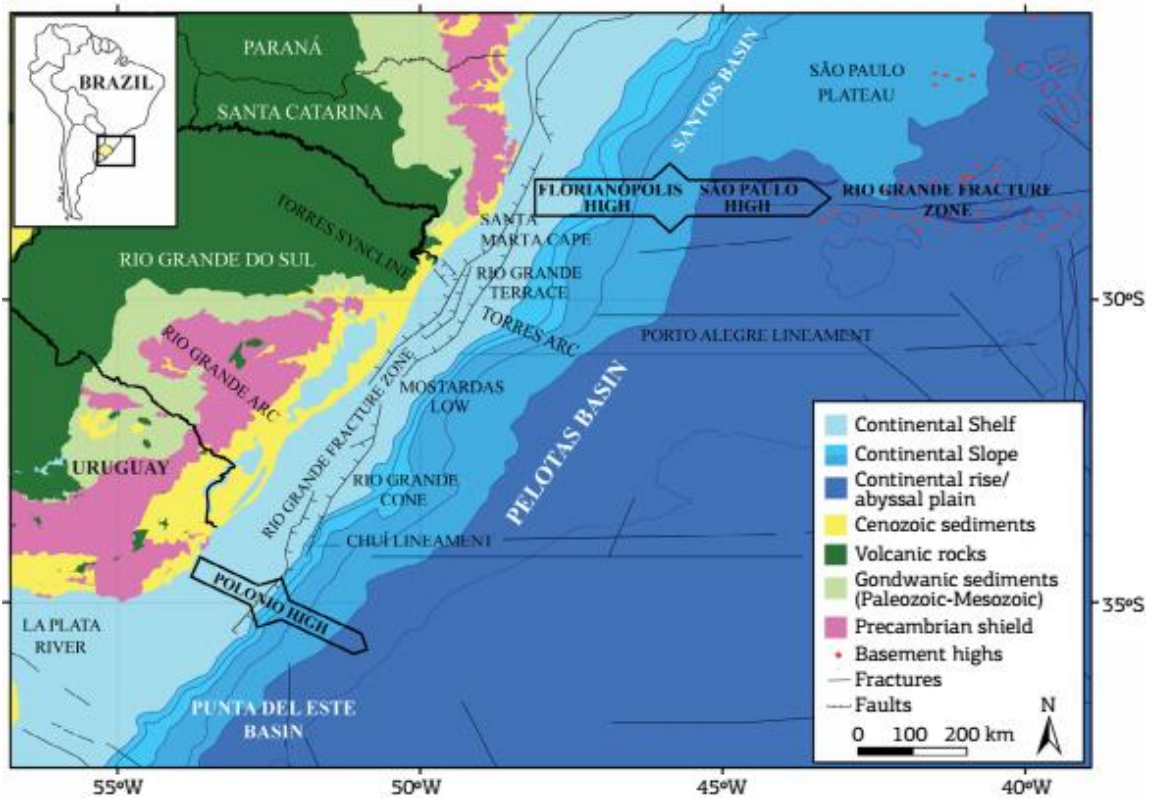 BRAZIL
PARANÁ
SANTA CATARINA
RIO GRANDE DO SUL
TORRES SYNCLINE
RIO GRANDE ARC
URUGUAY
LA PLATA
RIVER
SANTOS BASIN
SÃO PAULO
PLATEAU
FLORIANÓPOLIS
HIGH
SÃO PAULO
HIGH
RIO GRANDE FRACTURE
ZONE
SANTA
MARTA CAPE
RIO GRANDE
TERRACE
TORRES ARC
PORTO ALEGRE LINEAMENT
RIO GRANDE FRACTURE ZONE
MOSTARDAS
LOW
PELOTAS BASIN
RIO GRANDE
CONE
CHUÍ LINEAMENT
POLONIO HIGH
PUNTA DEL ESTE
BASIN
Continental Shelf
Continental Slope
Continental rise/
abyssal plain
Cenozoic sediments
Volcanic rocks
Gondwanic sediments
(Paleozoic-Mesozoic)
Precambrian shield
Basement highs
Fractures
Faults
N
0 100 200 km
30ºS
35ºS
55ºW 50ºW 45ºW 40ºW